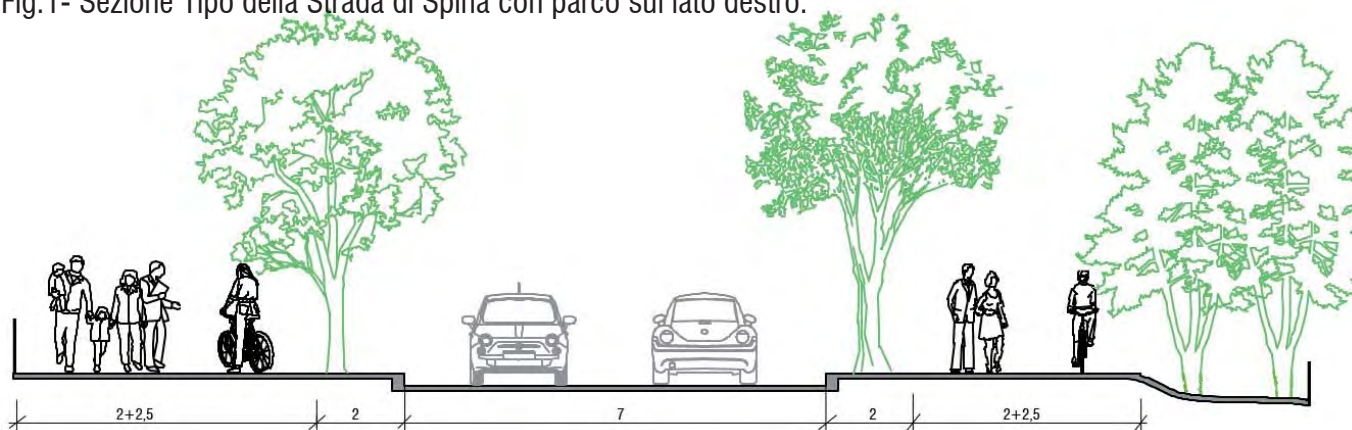 Fig.1- Sezione Tipo della Strada di Spina con parco sul lato destro.
2+2,5 2 7 2 2+2,5